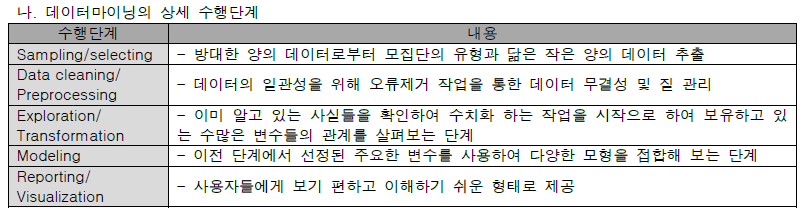 나. 데이터마이닝의 상세 수행단계
수행단계 내용
Sampling/selecting - 방대한 양의 데이터로부터 모집단의 유형과 닮은 작은 양의 데이터 추출
Data cleaning/
Preprocessing
- 데이터의 일관성을 위해 오류제거 작업을 통한 데이터 무결성 및 질 관리
Exploration/
Transformation
- 이미 알고 있는 사실들을 확인하여 수치화 하는 작업을 시작으로 하여 보유하고 있
는 수많은 변수들의 관계를 살펴보는 단계
Modeling - 이전 단계에서 선정된 주요한 변수를 사용하여 다양한 모형을 접합해 보는 단계
Reporting/
Visualization
- 사용자들에게 보기 편하고 이해하기 쉬운 형태로 제공